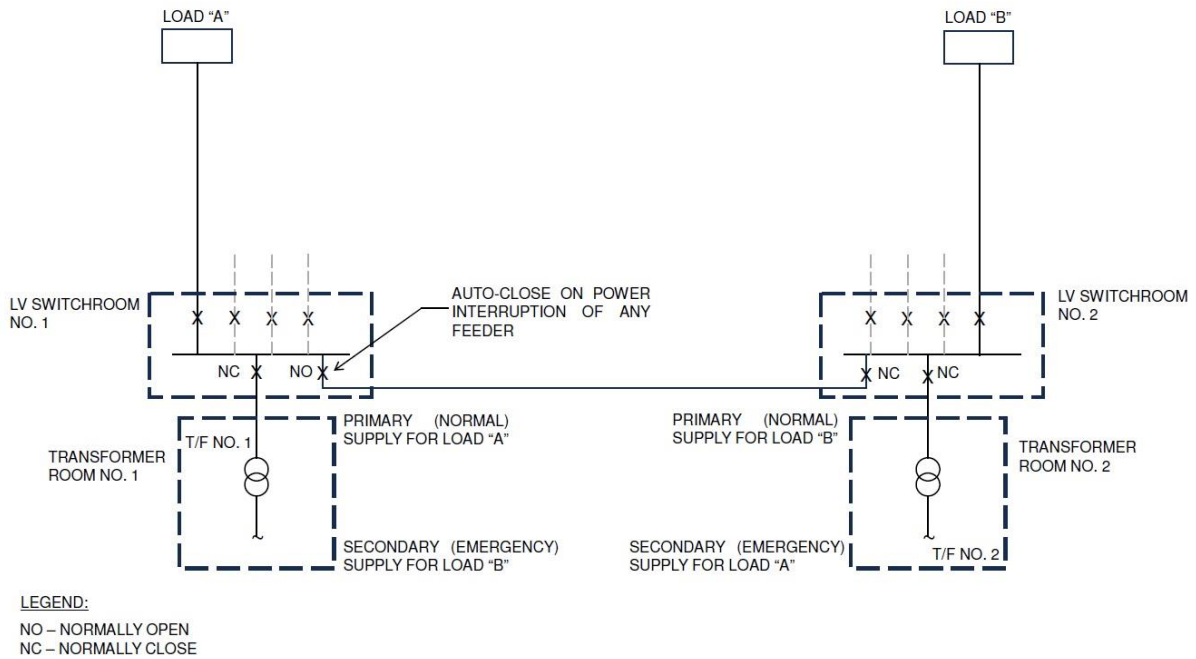 LOAD “A”
LOAD “B”
LV SWITCHROOM
NO. 1
AUTO-CLOSE ON POWER
INTERRUPTION OF ANY
FEEDER
LV SWITCHROOM
NO. 2
NC
NO
NC
NC
TRANSFORMER
ROOM NO. 1
T/F NO. 1
PRIMARY (NORMAL)
SUPPLY FOR LOAD “A”
PRIMARY (NORMAL)
SUPPLY FOR LOAD “B”
TRANSFORMER
ROOM NO. 2
SECONDARY (EMERGENCY)
SUPPLY FOR LOAD “B”
SECONDARY (EMERGENCY)
SUPPLY FOR LOAD “A”
T/F NO. 2
LEGEND:
NO – NORMALLY OPEN
NC – NORMALLY CLOSE